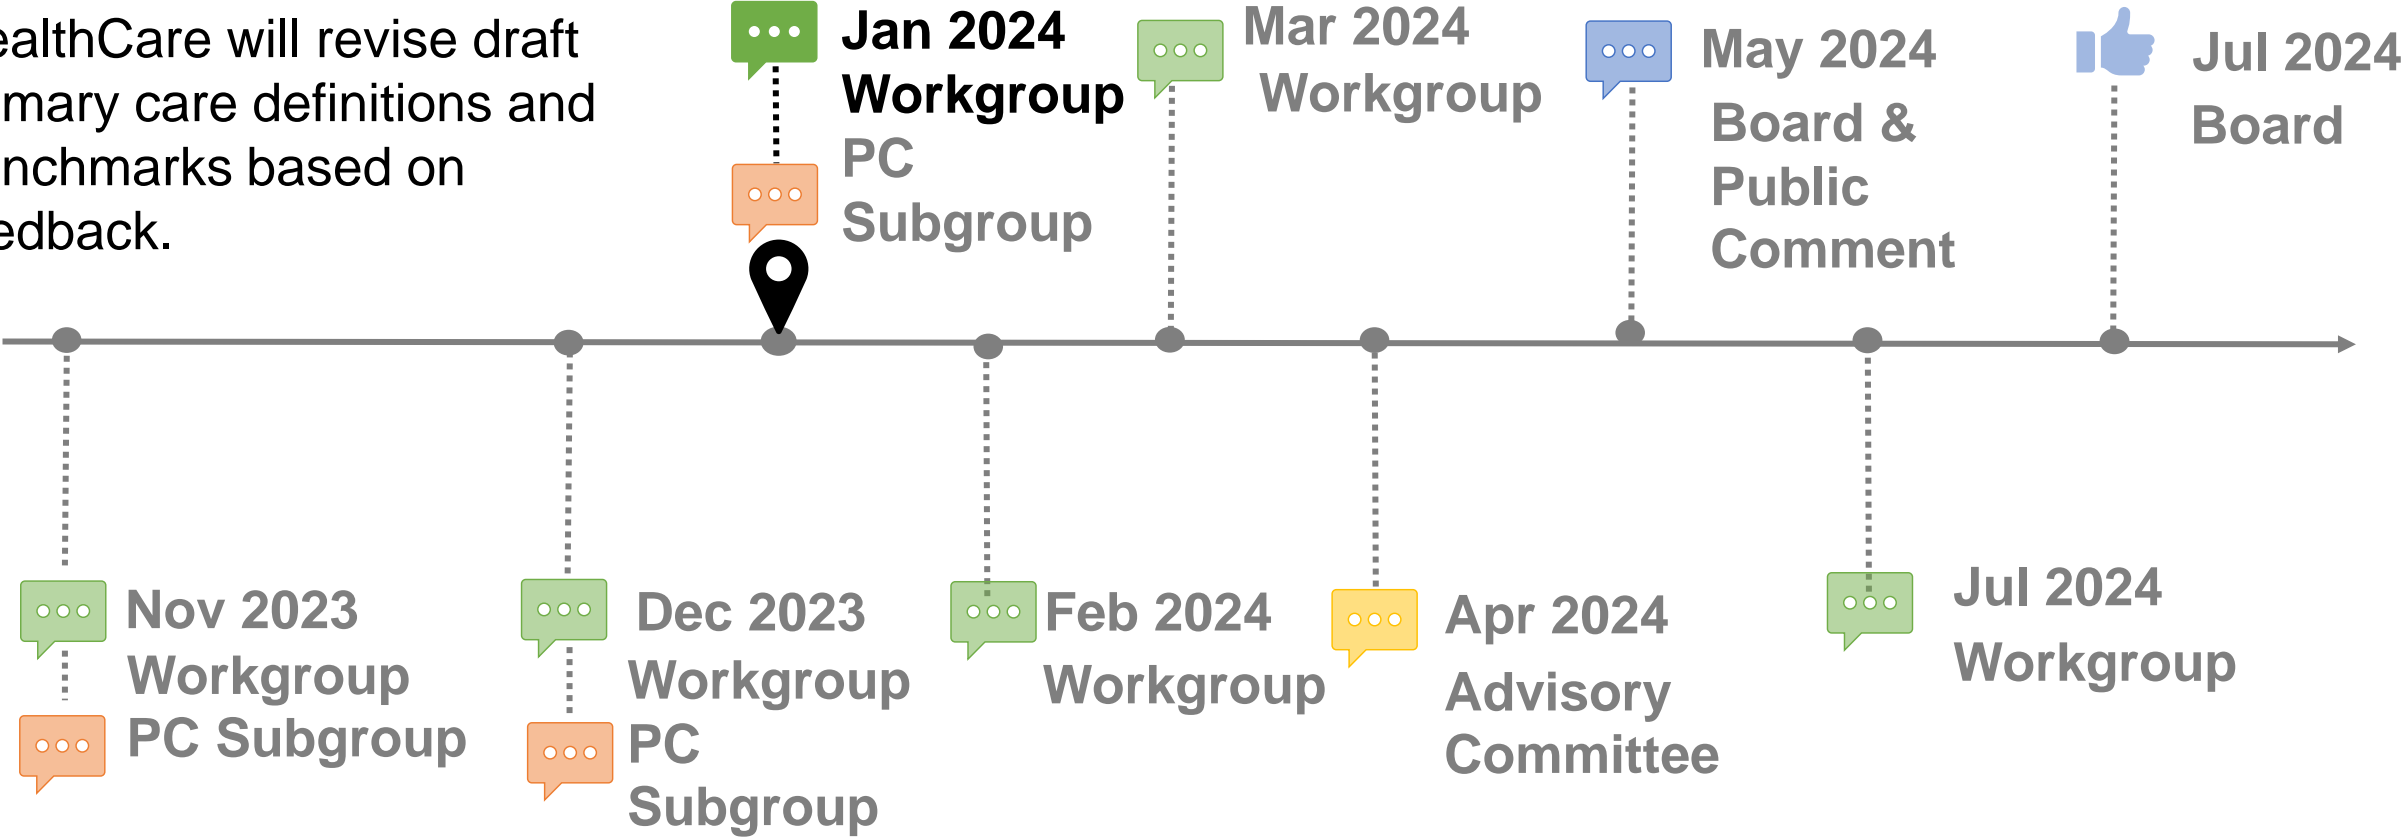 ealthCare will revise draft
mary care definitions and
nchmarks based on
edback.
Jan 2024
Workgroup
PC
Subgroup
Mar 2024
Workgroup
May 2024
Board &
Public
Comment
Jul 2024
Board
Nov 2023
Workgroup
PC Subgroup
Dec 2023
Workgroup
PC
Subgroup
Feb 2024
Workgroup
Apr 2024
Advisory
Committee
Jul 2024
Workgroup